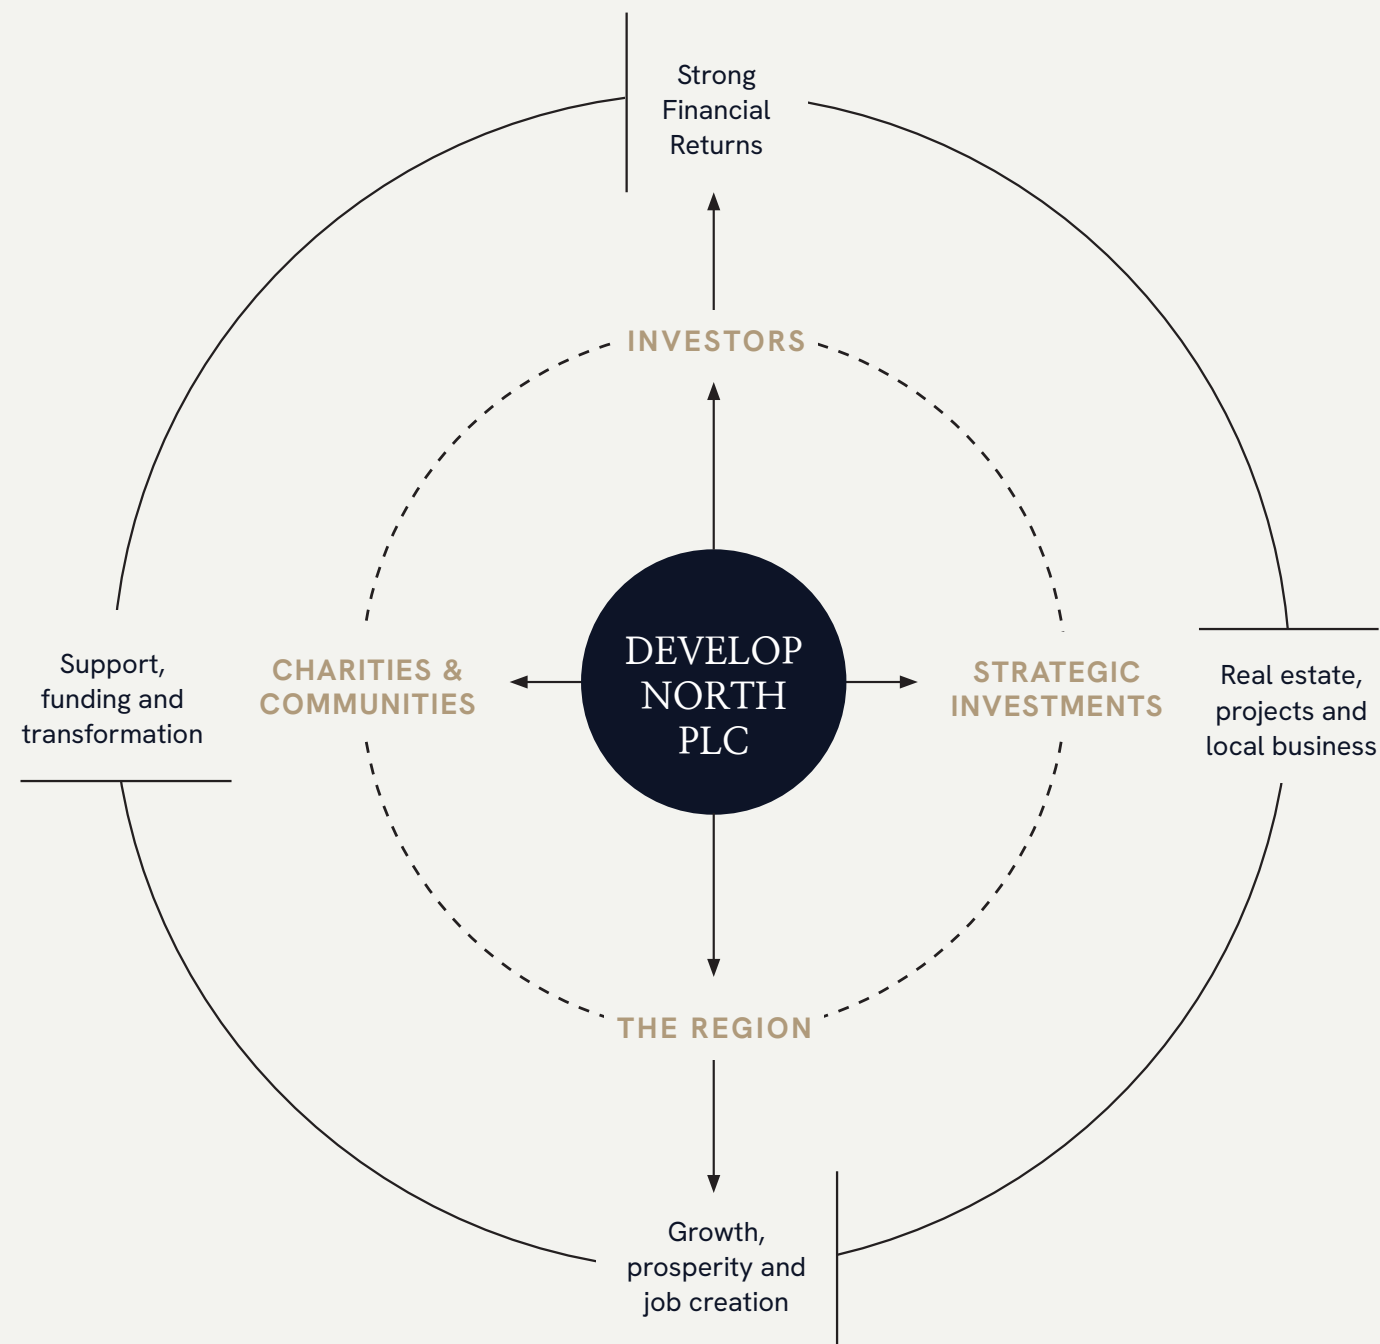 Strong
Financial
Returns
INVESTORS
Support,
funding and
transformation
CHARITIES &
COMMUNITIES
DEVELOP
NORTH
PLC
STRATEGIC
INVESTMENTS
Real estate,
projects and
local business
THE REGION
Growth,
prosperity and
job creation